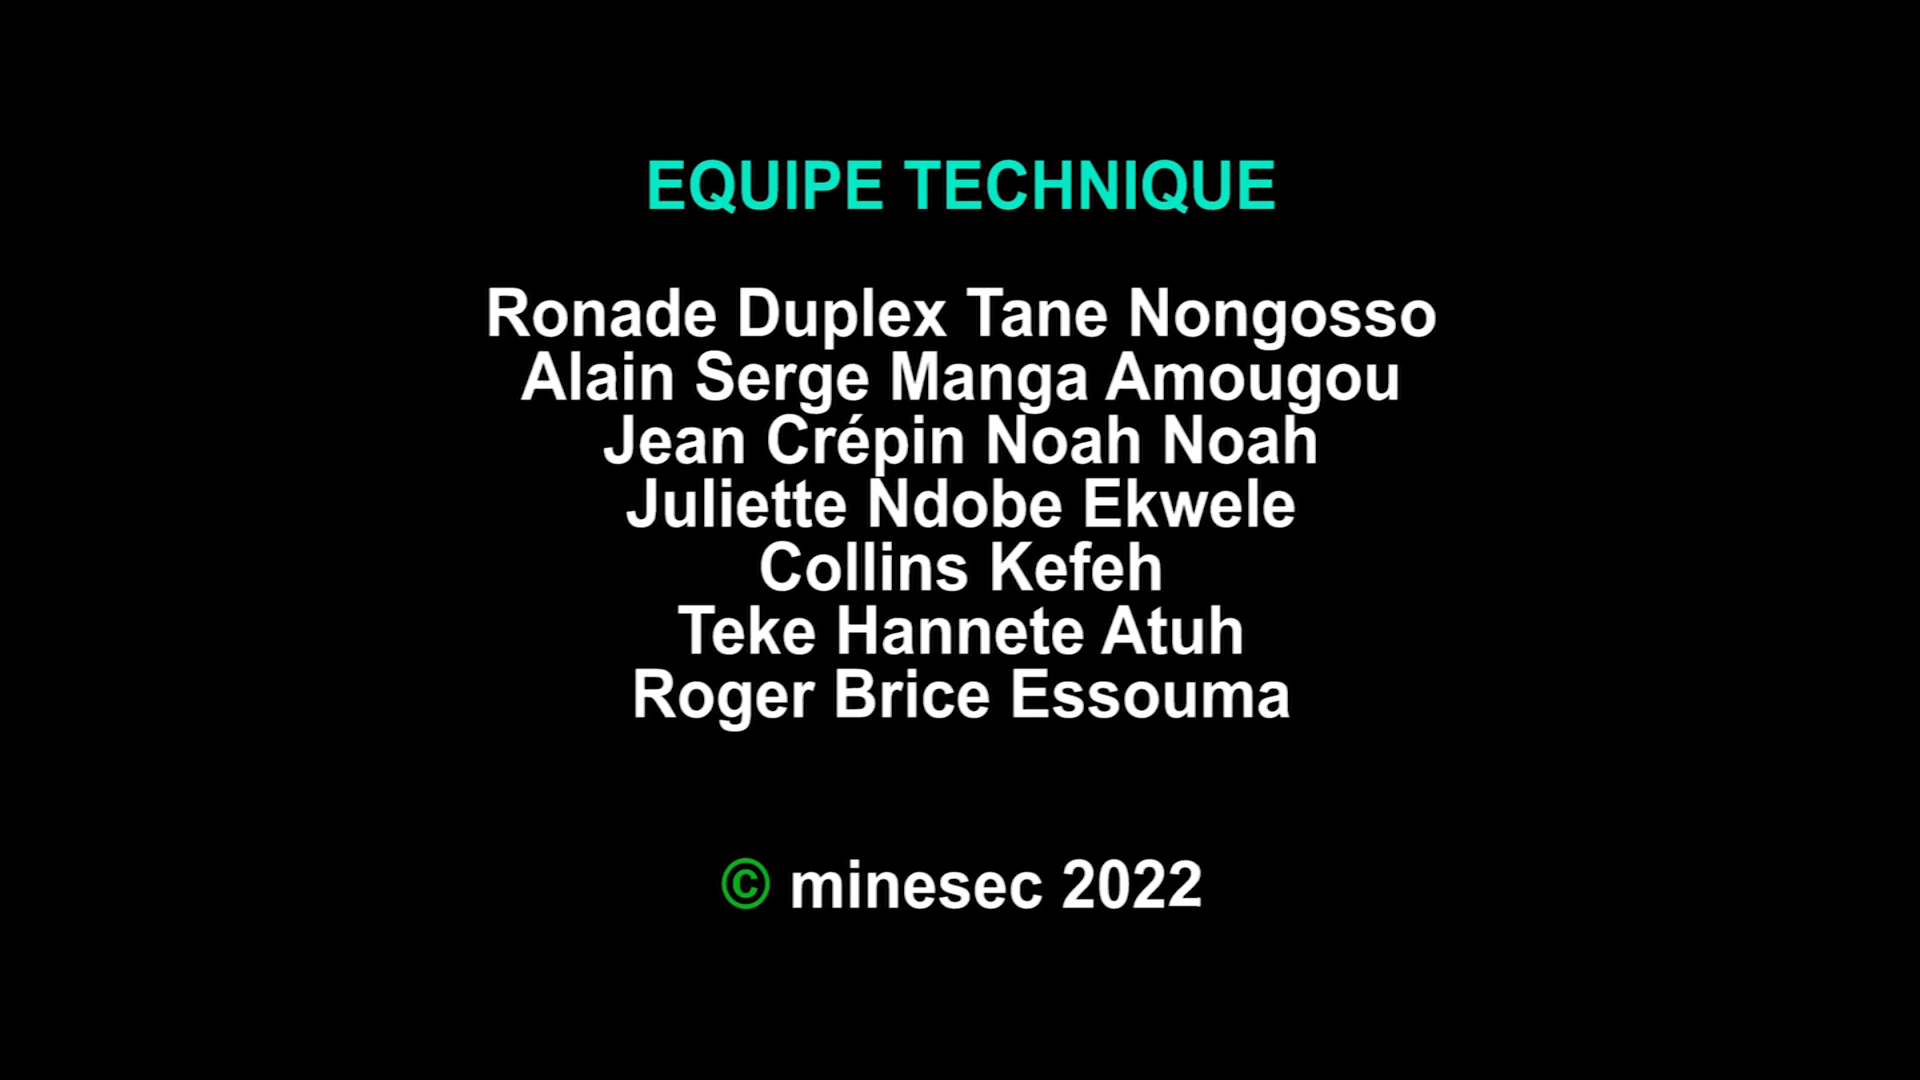 EQUIPE TECHNIQUE
Ronade Duplex Tane Nongosso
Alain Serge Manga Amougou
Jean Crépin Noah Noah
Juliette Ndobe Ekwele
Collins Kefeh
Teke Hannete Atuh
Roger Brice Essouma
© minesec 2022